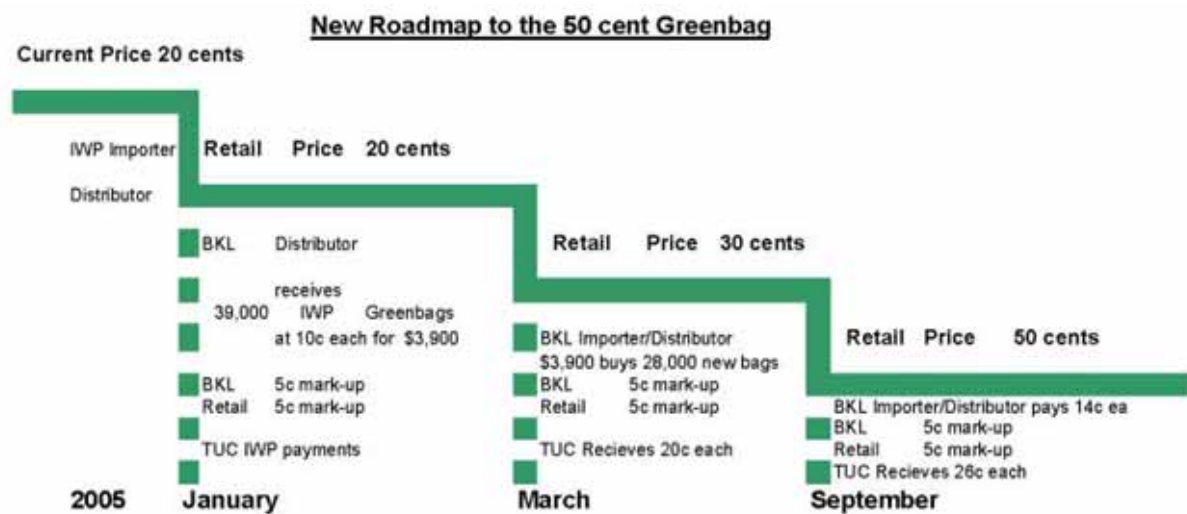 New Roadmap to the 50 cent Greenbag
Current Price 20 cents
IWP Importer
Distributor
Retail Price 20 cents
BKL Distributor
receives
39,000 IWP Greenbags
at 10c each for $3,900
BKL 5c mark-up
Retail 5c mark-up
TUC IWP payments
Retail Price 30 cents
BKL Importer/Distributor
$3,900 buys 28,000 new bags
BKL 5c mark-up
Retail 5c mark-up
TUC Recieves 20c each
Retail Price 50 cents
BKL Importer/Distributor pays 14c ea
BKL 5c mark-up
Retail 5c mark-up
TUC Recieves 26c each
2005 January March September